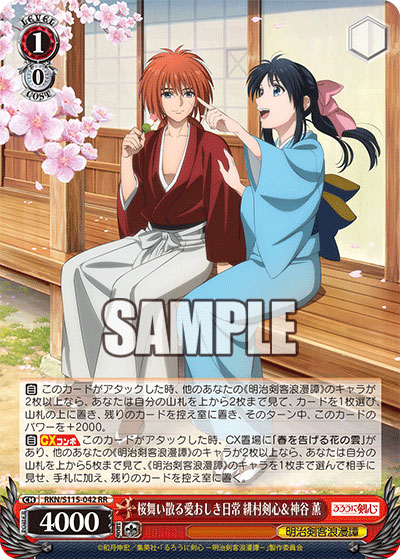 LEVEL
1
0
COST
SAMPLE
自 このカードがアタックした時、他のあなたの《明治剣客浪漫譚》のキャラが
2枚以上なら、あなたは自分の山札を上から2枚まで見て、カードを1枚選び
山札の上に置き、残りのカードを控え室に置き、そのターン中、このカードの
パワーを+2000。
自 CXコンボ このカードがアタックした時、CX置場に「春を告げる花の雲」が
あり、他のあなたの《明治剣客浪漫譚》のキャラが2枚以上なら、あなたは自分の
山札を上から5枚まで見て、《明治剣客浪漫譚》のキャラを1枚まで選んで相手に
見せ、手札に加え、残りのカードを控え室に置く。
CH RKN/S115-042 RR
桜舞い散る愛おしき日常 緋村剣心&神谷 薫
るろうに剣心
POWER
4000
明治剣客浪漫譚
©和月伸宏/集英社・「るろうに剣心 -明治剣客浪漫譚-」製作委員会